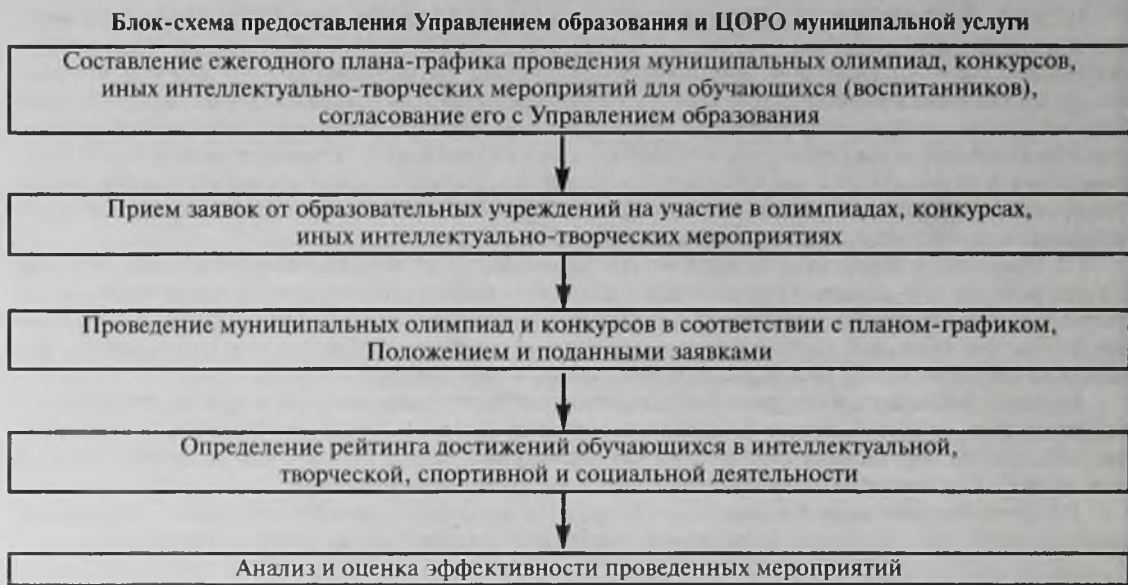 Блок-схема предоставления Управлением образования и ЦОРО муниципальной услуги
Составление ежегодного плана-графика проведения муниципальных олимпиад, конкурсов,
иных интеллектуально-творческих мероприятий для обучающихся (воспитанников),
согласование его с Управлением образования
Прием заявок от образовательных учреждений на участие в олимпиадах, конкурсах,
иных интеллектуально-творческих мероприятиях
Проведение муниципальных олимпиад и конкурсов в соответствии с планом-графиком,
Положением и поданными заявками
Определение рейтинга достижений обучающихся в интеллектуальной,
творческой, спортивной и социальной деятельности
Анализ и оценка эффективности проведенных мероприятий